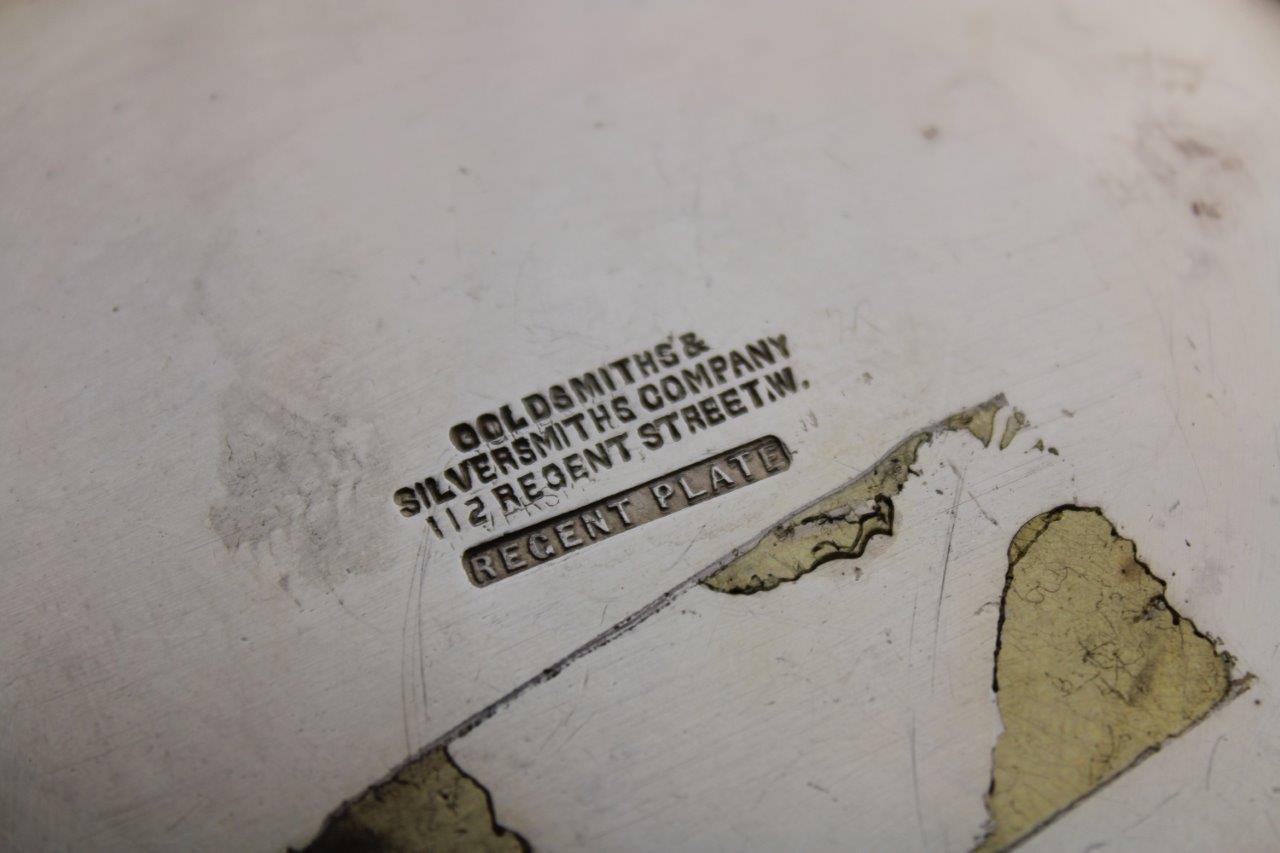 GOLDSMITHS &
SILVERSMITHS COMPANY
112 REGENT STREET.W.
REGENT PLATE